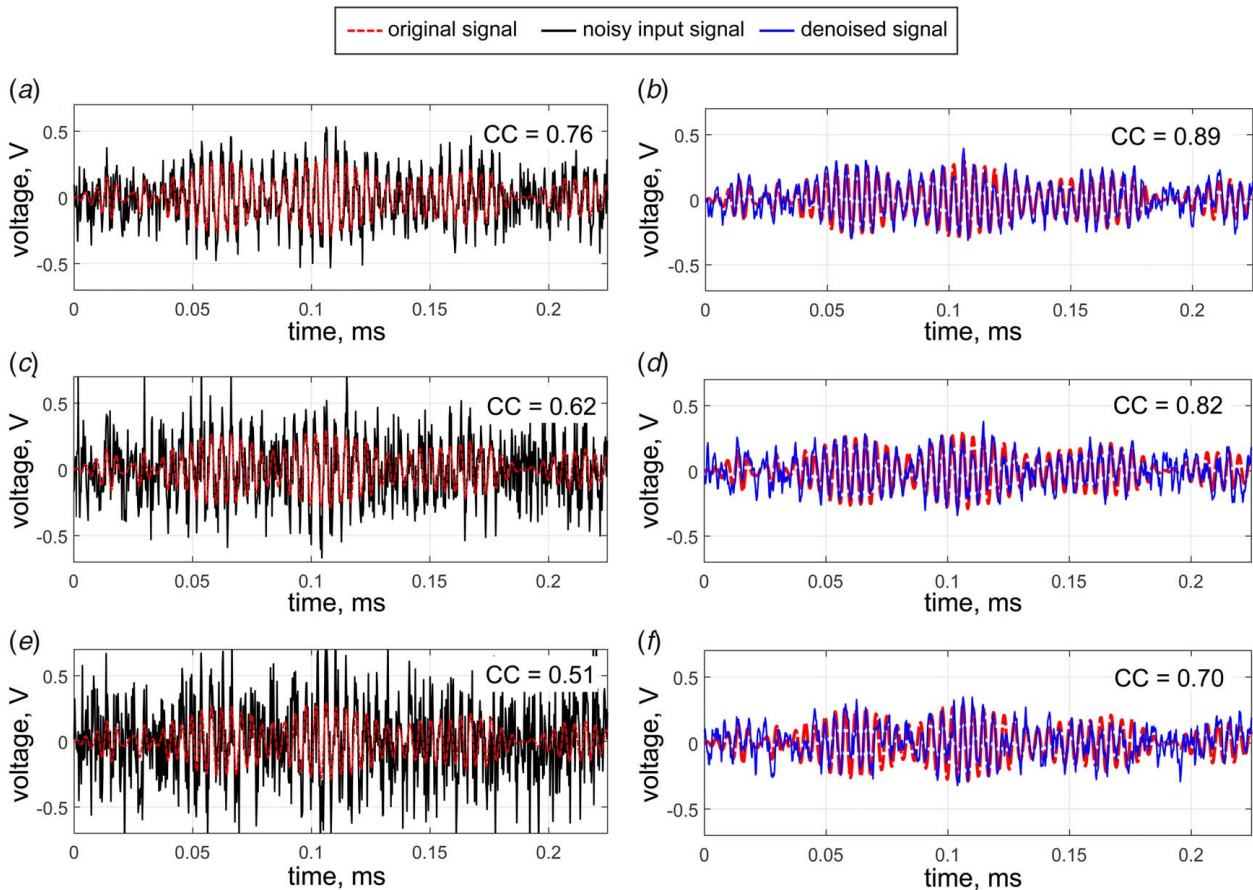 original signal noisy input signal denoised signal
(a)
CC = 0.76
voltage, V
0.5
0
-0.5
0 0.05 0.1 0.15 0.2
time, ms
(b)
CC = 0.89
voltage, V
0.5
0
-0.5
0 0.05 0.1 0.15 0.2
time, ms
(c)
CC = 0.62
voltage, V
0.5
0
-0.5
0 0.05 0.1 0.15 0.2
time, ms
(d)
CC = 0.82
voltage, V
0.5
0
-0.5
0 0.05 0.1 0.15 0.2
time, ms
(e)
CC = 0.51
voltage, V
0.5
0
-0.5
0 0.05 0.1 0.15 0.2
time, ms
(f)
CC = 0.70
voltage, V
0.5
0
-0.5
0 0.05 0.1 0.15 0.2
time, ms